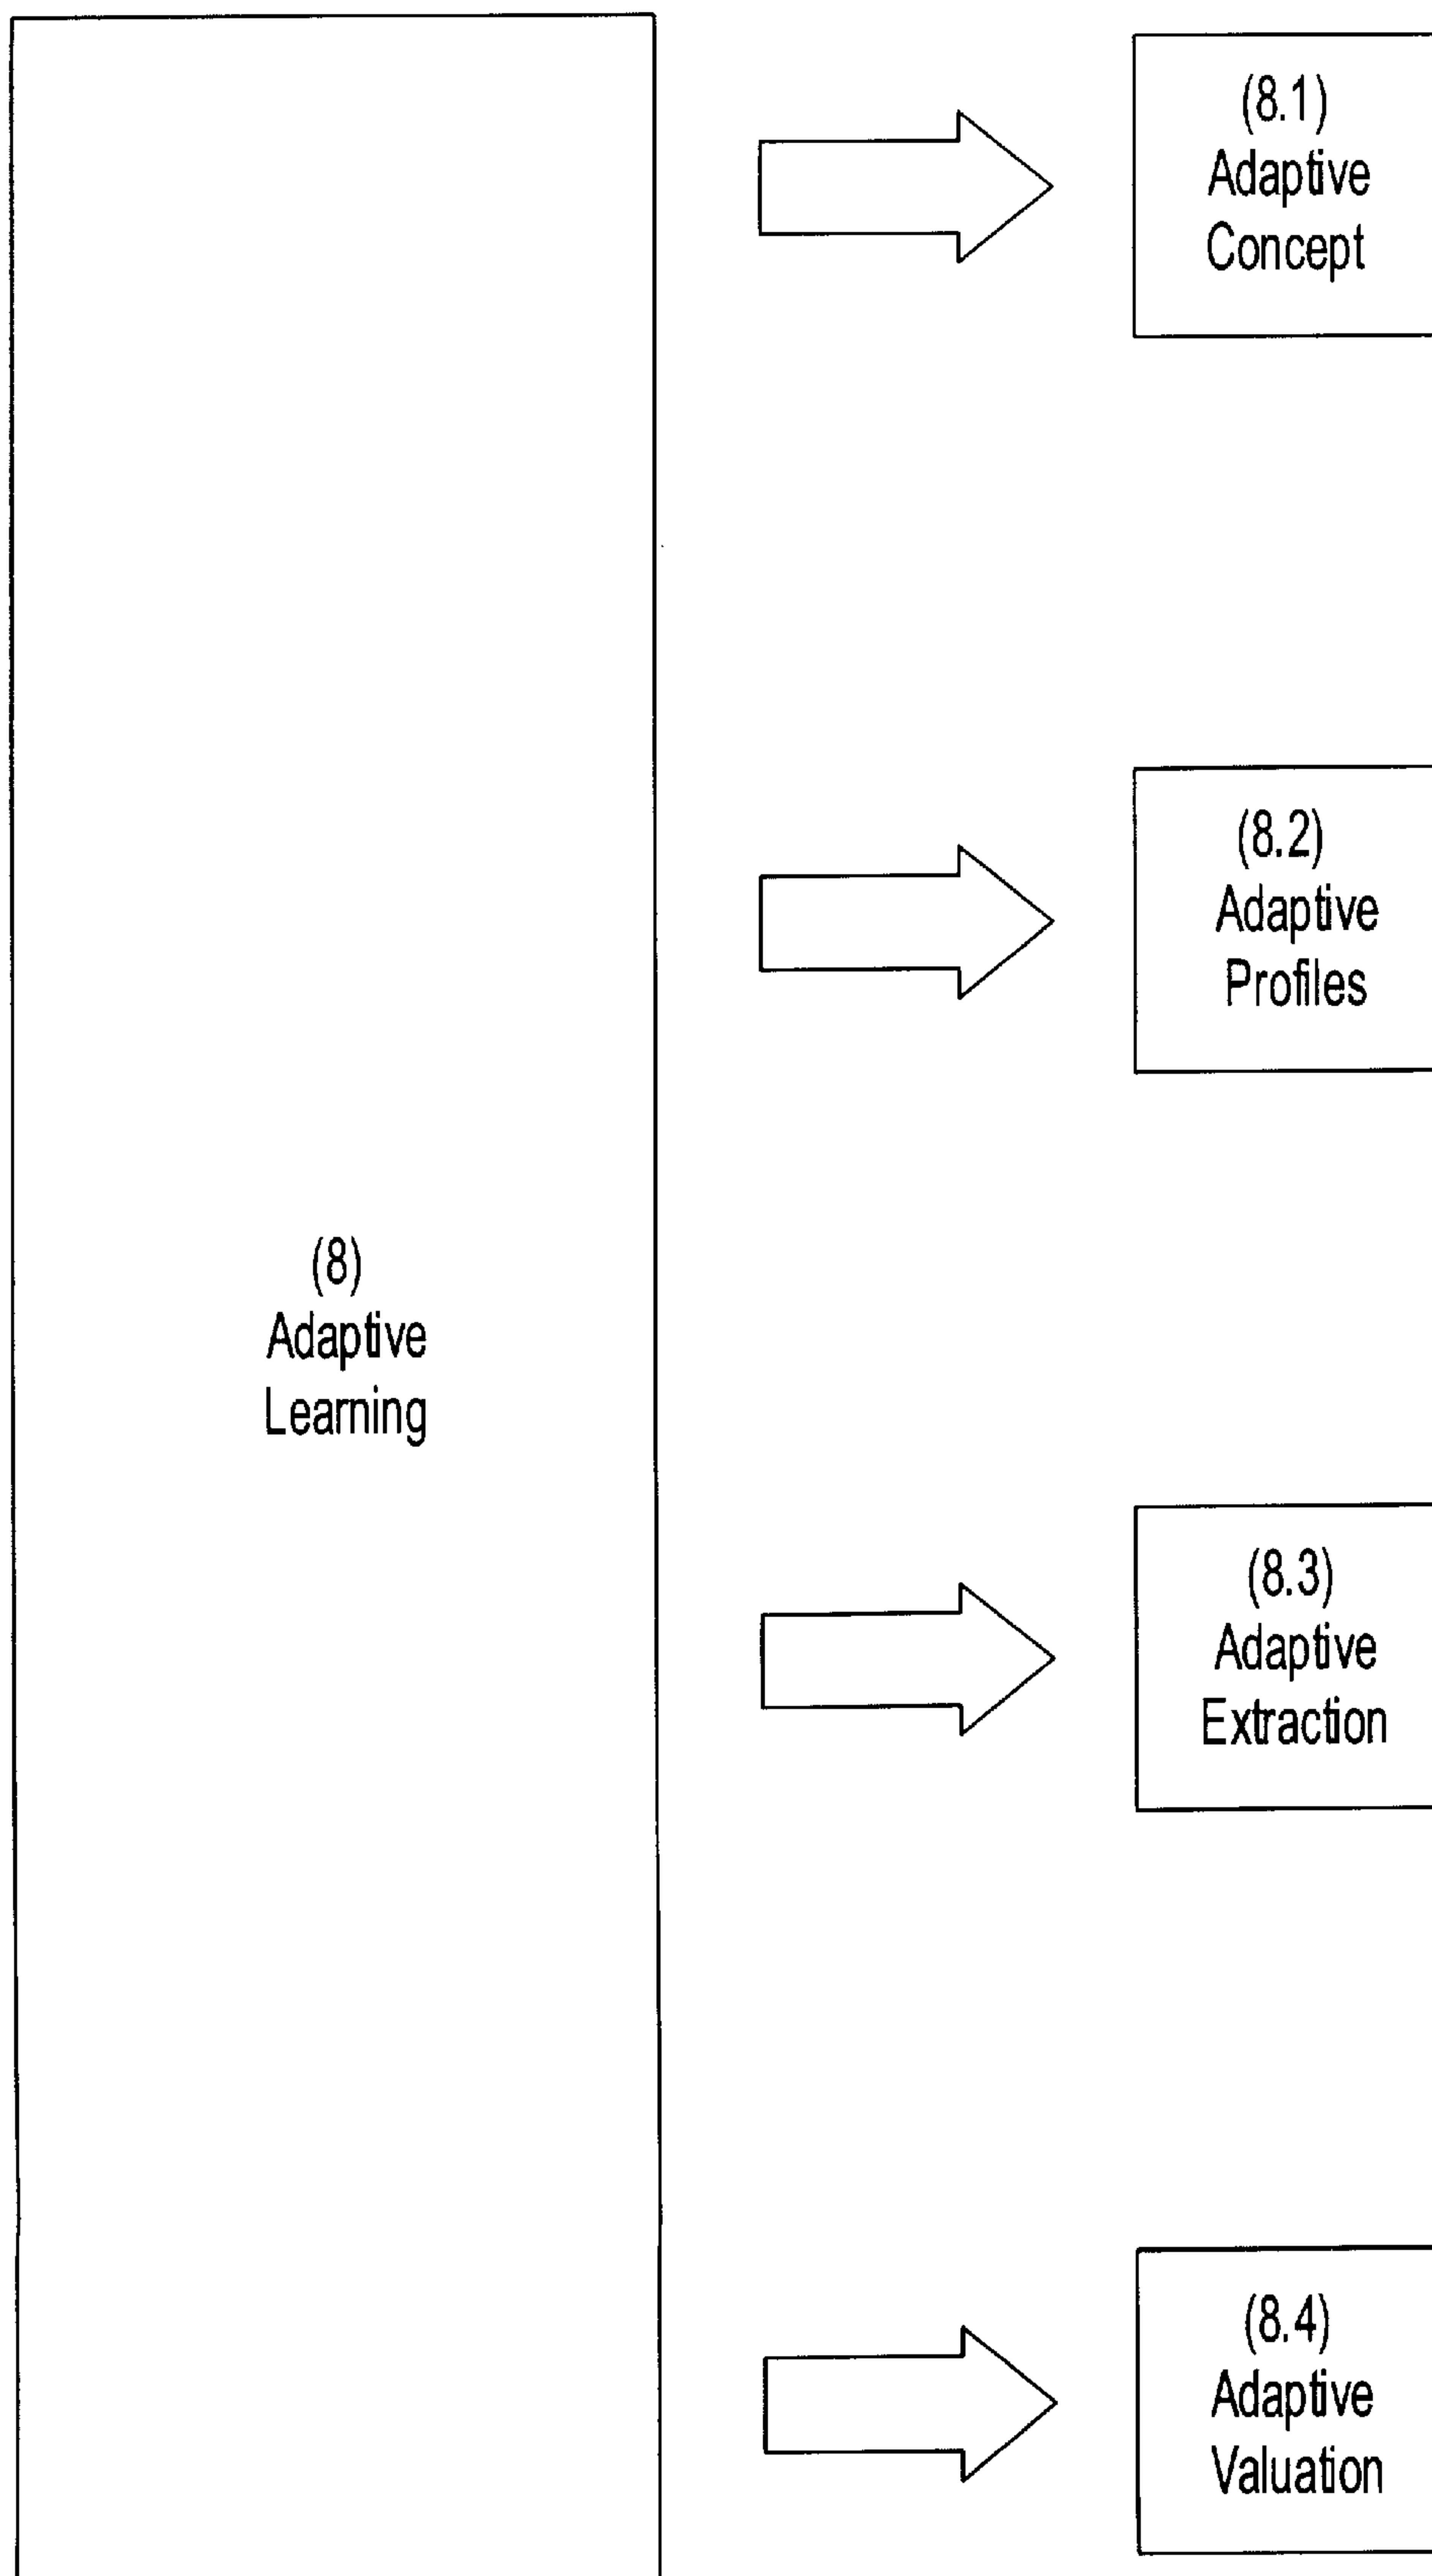 (8.1)
Adaptive
Concept
(8.2)
Adaptive
Profiles
(8)
Adaptive
Learning
(8.3)
Adaptive
Extraction
(8.4)
Adaptive
Valuation